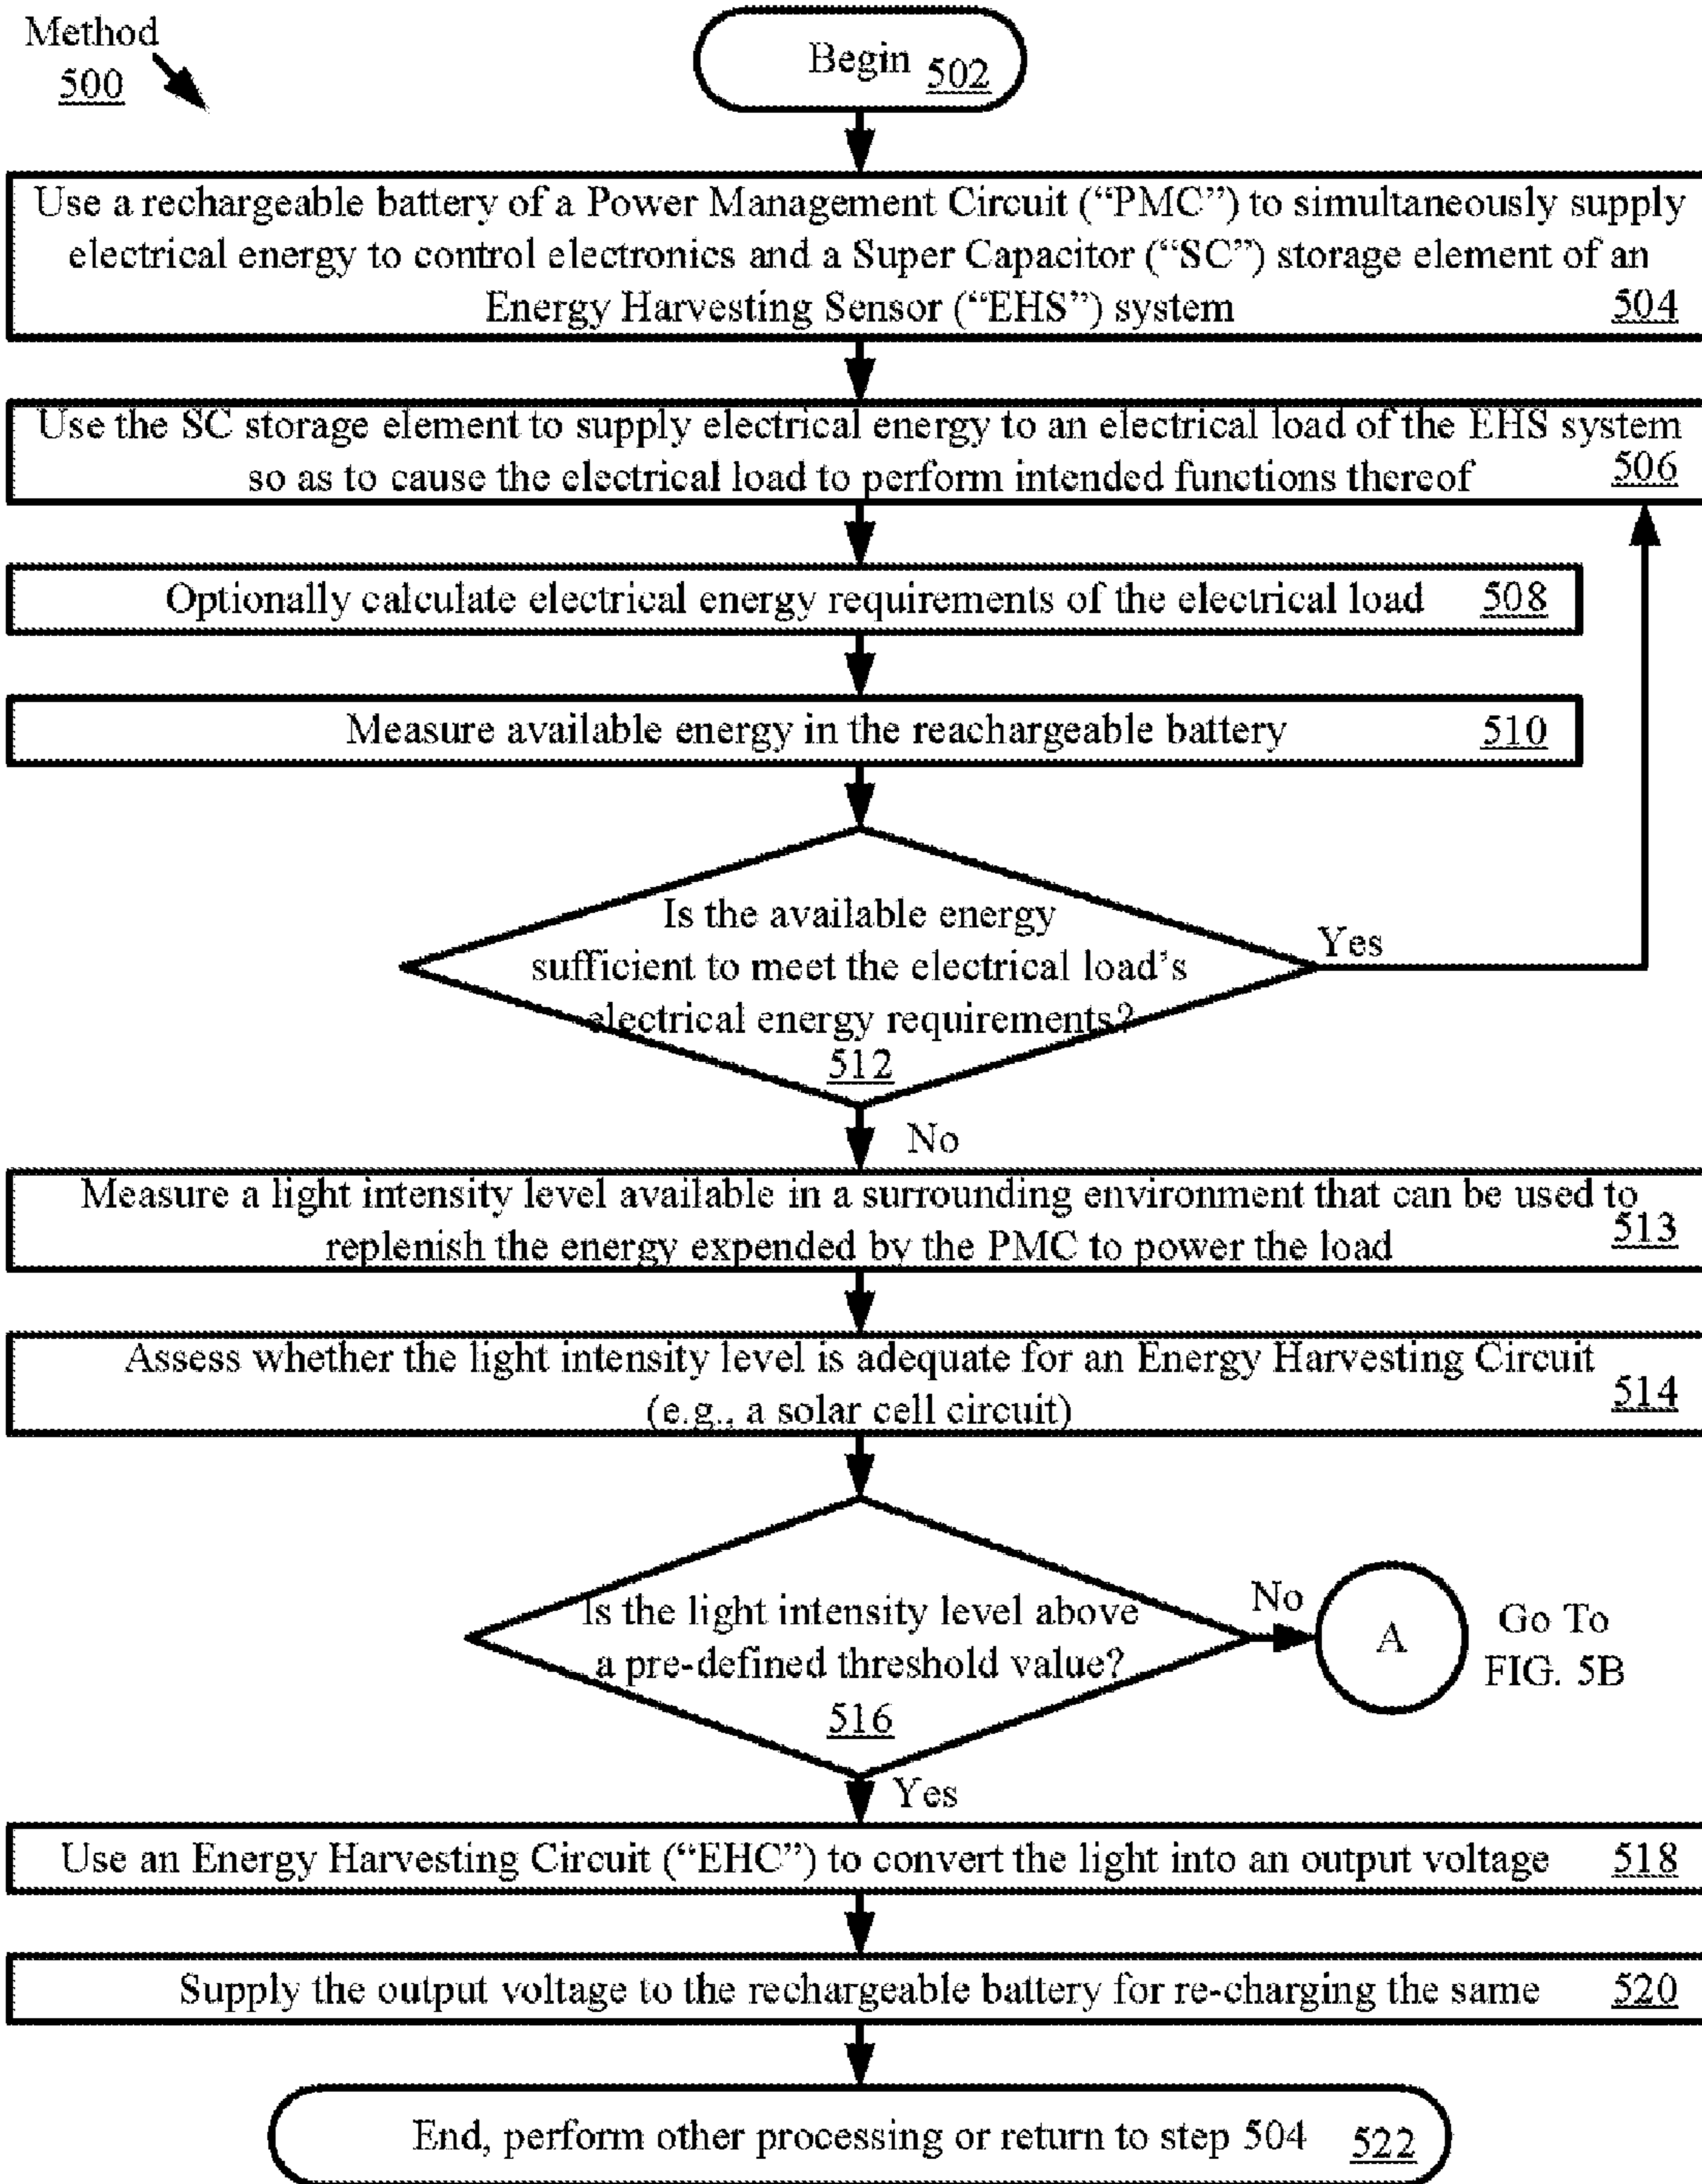 Method
500
Begin 502
Use a rechargeable battery of a Power Management Circuit (“PMC”) to simultaneously supply
electrical energy to control electronics and a Super Capacitor (“SC”) storage element of an
Energy Harvesting Sensor (“EHS”) system 504
Use the SC storage element to supply electrical energy to an electrical load of the EHS system
so as to cause the electrical load to perform intended functions thereof 506
Optionally calculate electrical energy requirements of the electrical load 508
Measure available energy in the reachargeable battery 510
Is the available energy
sufficient to meet the electrical load’s
electrical energy requirements?
512
Yes
No
Measure a light intensity level available in a surrounding environment that can be used to
replenish the energy expended by the PMC to power the load 513
Assess whether the light intensity level is adequate for an Energy Harvesting Circuit
(e.g., a solar cell circuit) 514
Is the light intensity level above
a pre-defined threshold value?
516
No
A
Go To
FIG. 5B
Yes
Use an Energy Harvesting Circuit (“EHC”) to convert the light into an output voltage 518
Supply the output voltage to the rechargeable battery for re-charging the same 520
End, perform other processing or return to step 504 522